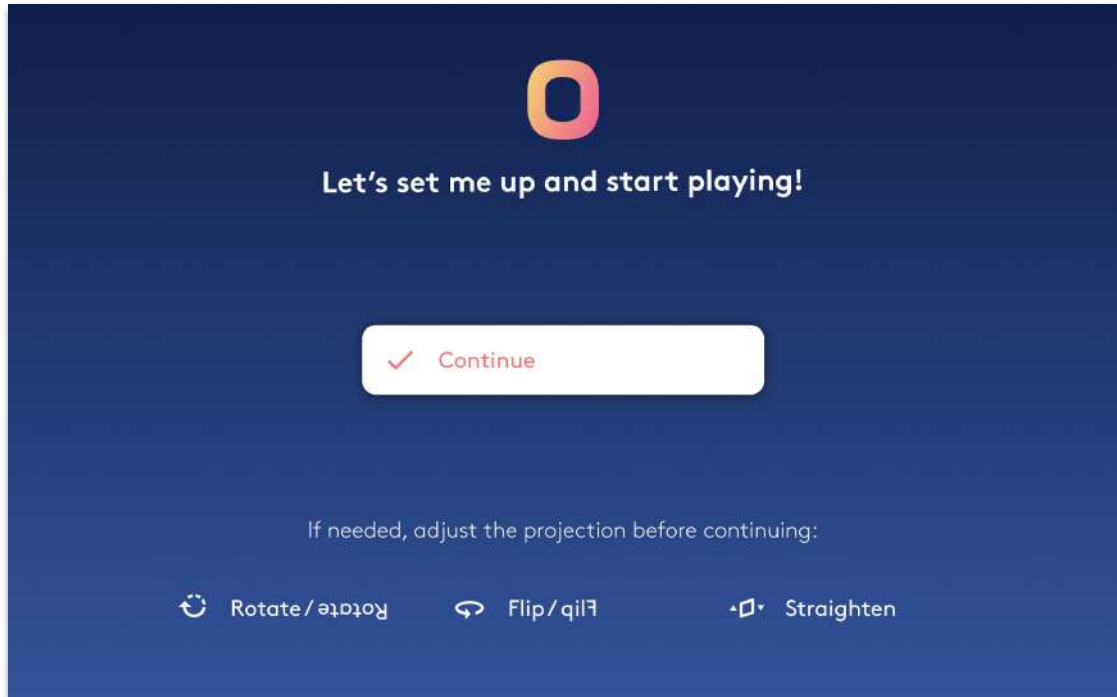 Let's set me up and start playing!
Continue
If needed, adjust the projection before continuing:
Rotate/Rotate Flip/Flip Straighten